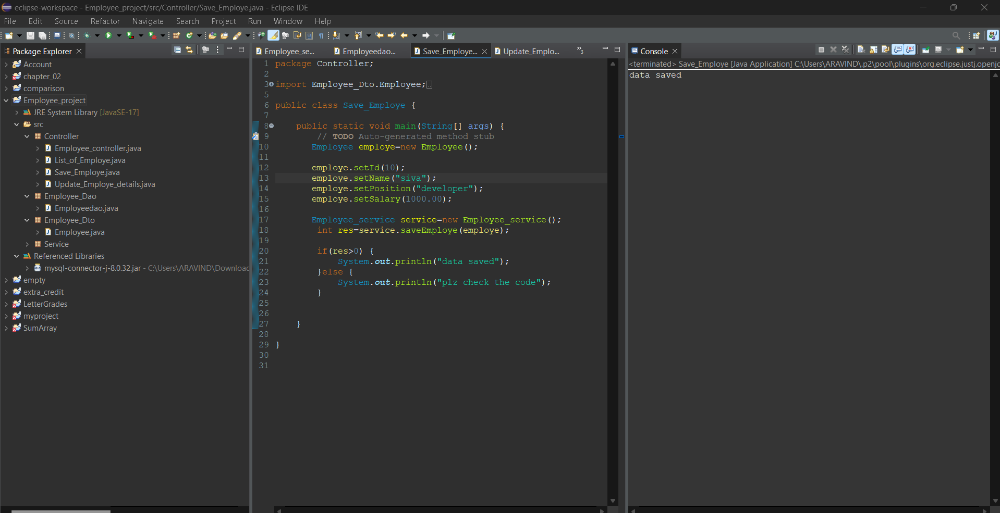 eclipse-workspace - Employee_project/src/Controller/Save_Employe.java - Eclipse IDE
File Edit Source Refactor Navigate Search Project Run Window Help
Package Explorer
Account
chapter_02
comparison
Employee_project
JRE System Library [JavaSE-17]
src
Controller
Employee_controller.java
List_of_Employe.java
Save_Employe.java
Update_Employe_details.java
Employee_Dao
Employeedao.java
Employee_Dto
Employee.java
Service
Referenced Libraries
mysql-connector-j-8.0.32.jar - C:\Users\ARAVIND\Downloac
empty
extra_credit
LetterGrades
myproject
SumArray
Employee_se... Employeedao... Save_Employe... Update_Emplo... »3
1 package Controller;
2
3 import Employee_Dto.Employee;
5
6 public class Save_Employe {
7
8 public static void main(String[] args) {
9 // TODO Auto-generated method stub
10 Employee employe=new Employee();
11
12 employe.setId(10);
13 employe.setName("siva");
14 employe.setPosition("developer");
15 employe.setSalary(1000.00);
16
17 Employee_service service=new Employee_service();
18 int res=service.saveEmploye(employe);
19
20 if(res>0) {
21 System.out.println("data saved");
22 }else {
23 System.out.println("plz check the code");
24 }
25
26
27 }
28
29 }
30
31
Console
<terminated> Save_Employe [Java Application] C:\Users\ARAVIND\.p2\pool\plugins\org.eclipse.justj.openjc
data saved